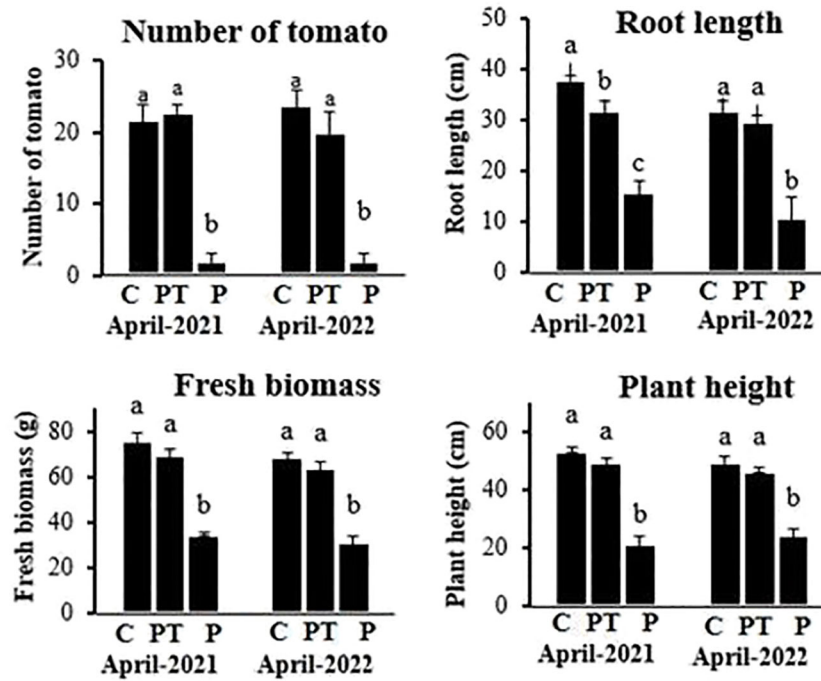 Number of tomato
Number of tomato
30
20
10
0
a
a
b
a
a
b
C PT P
C PT P
April-2021
April-2022
Root length
Root length (cm)
50
40
30
20
10
0
a
b
c
a
a
b
C PT P
C PT P
April-2021
April-2022
Fresh biomass
Fresh biomass (g)
80
60
40
20
0
a
a
b
a
a
b
C PT P
C PT P
April-2021
April-2022
Plant height
Plant height (cm)
60
40
20
0
a
a
b
a
a
b
C PT P
C PT P
April-2021
April-2022